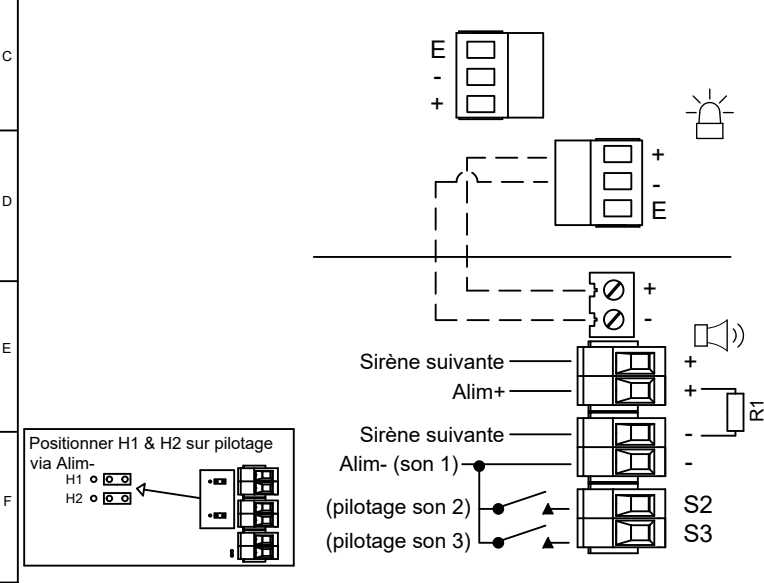 C
E
-
+
+
-
E
D
+
-
E
Sirène suivante
+
Alim+
+
R1
Sirène suivante
-
Alim- (son 1)
-
F
Positionner H1 & H2 sur pilotage
via Alim-
H1
H2
(pilotage son 2)
S2
(pilotage son 3)
S3